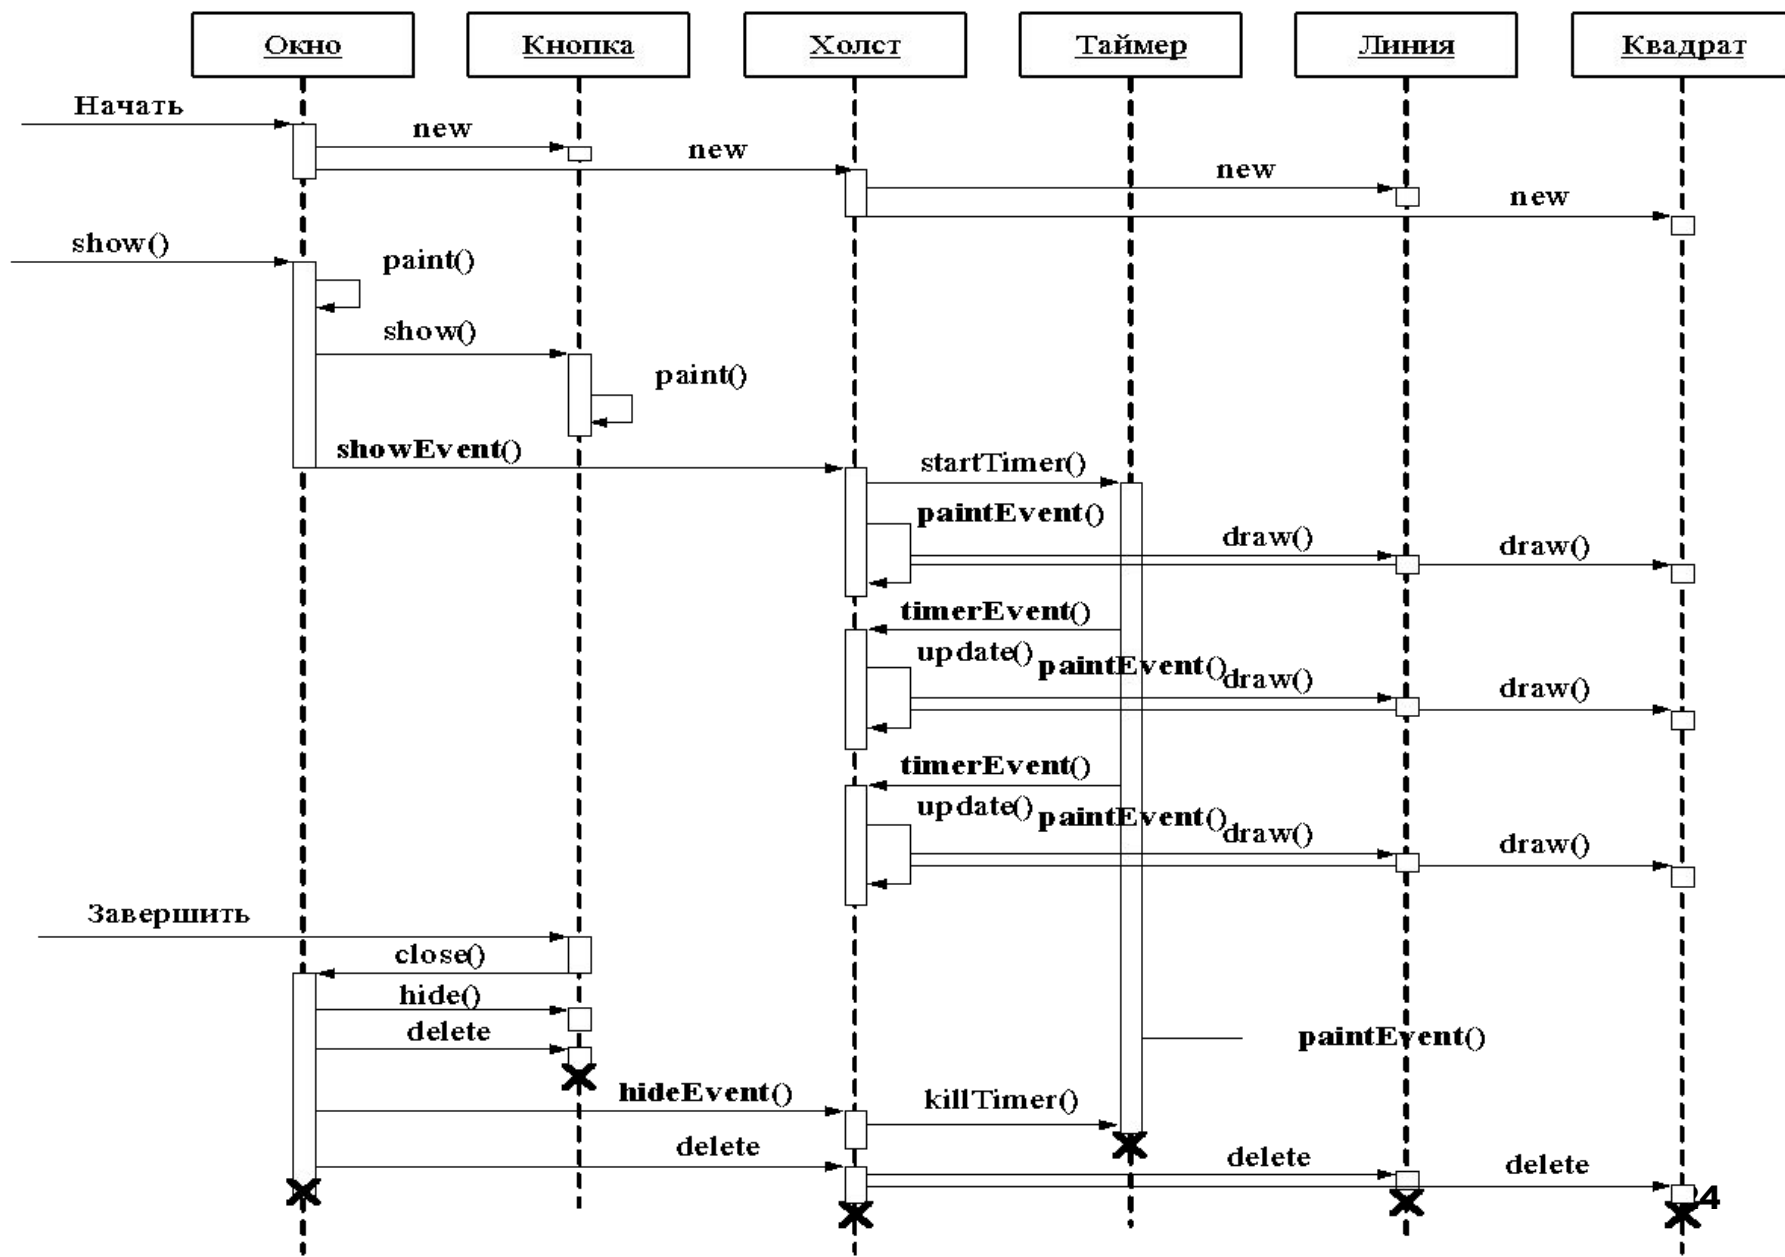 Окно Кнопка Холст Таймер Линия Квадрат
Начать
new
new
new
new
show()
paint()
show()
paint()
showEvent()
startTimer()
paintEvent()
draw()
draw()
timerEvent()
update()
paintEvent()
draw()
draw()
timerEvent()
update()
paintEvent()
draw()
draw()
Завершить
close()
hide()
delete
paintEvent()
hideEvent()
killTimer()
delete
delete
delete